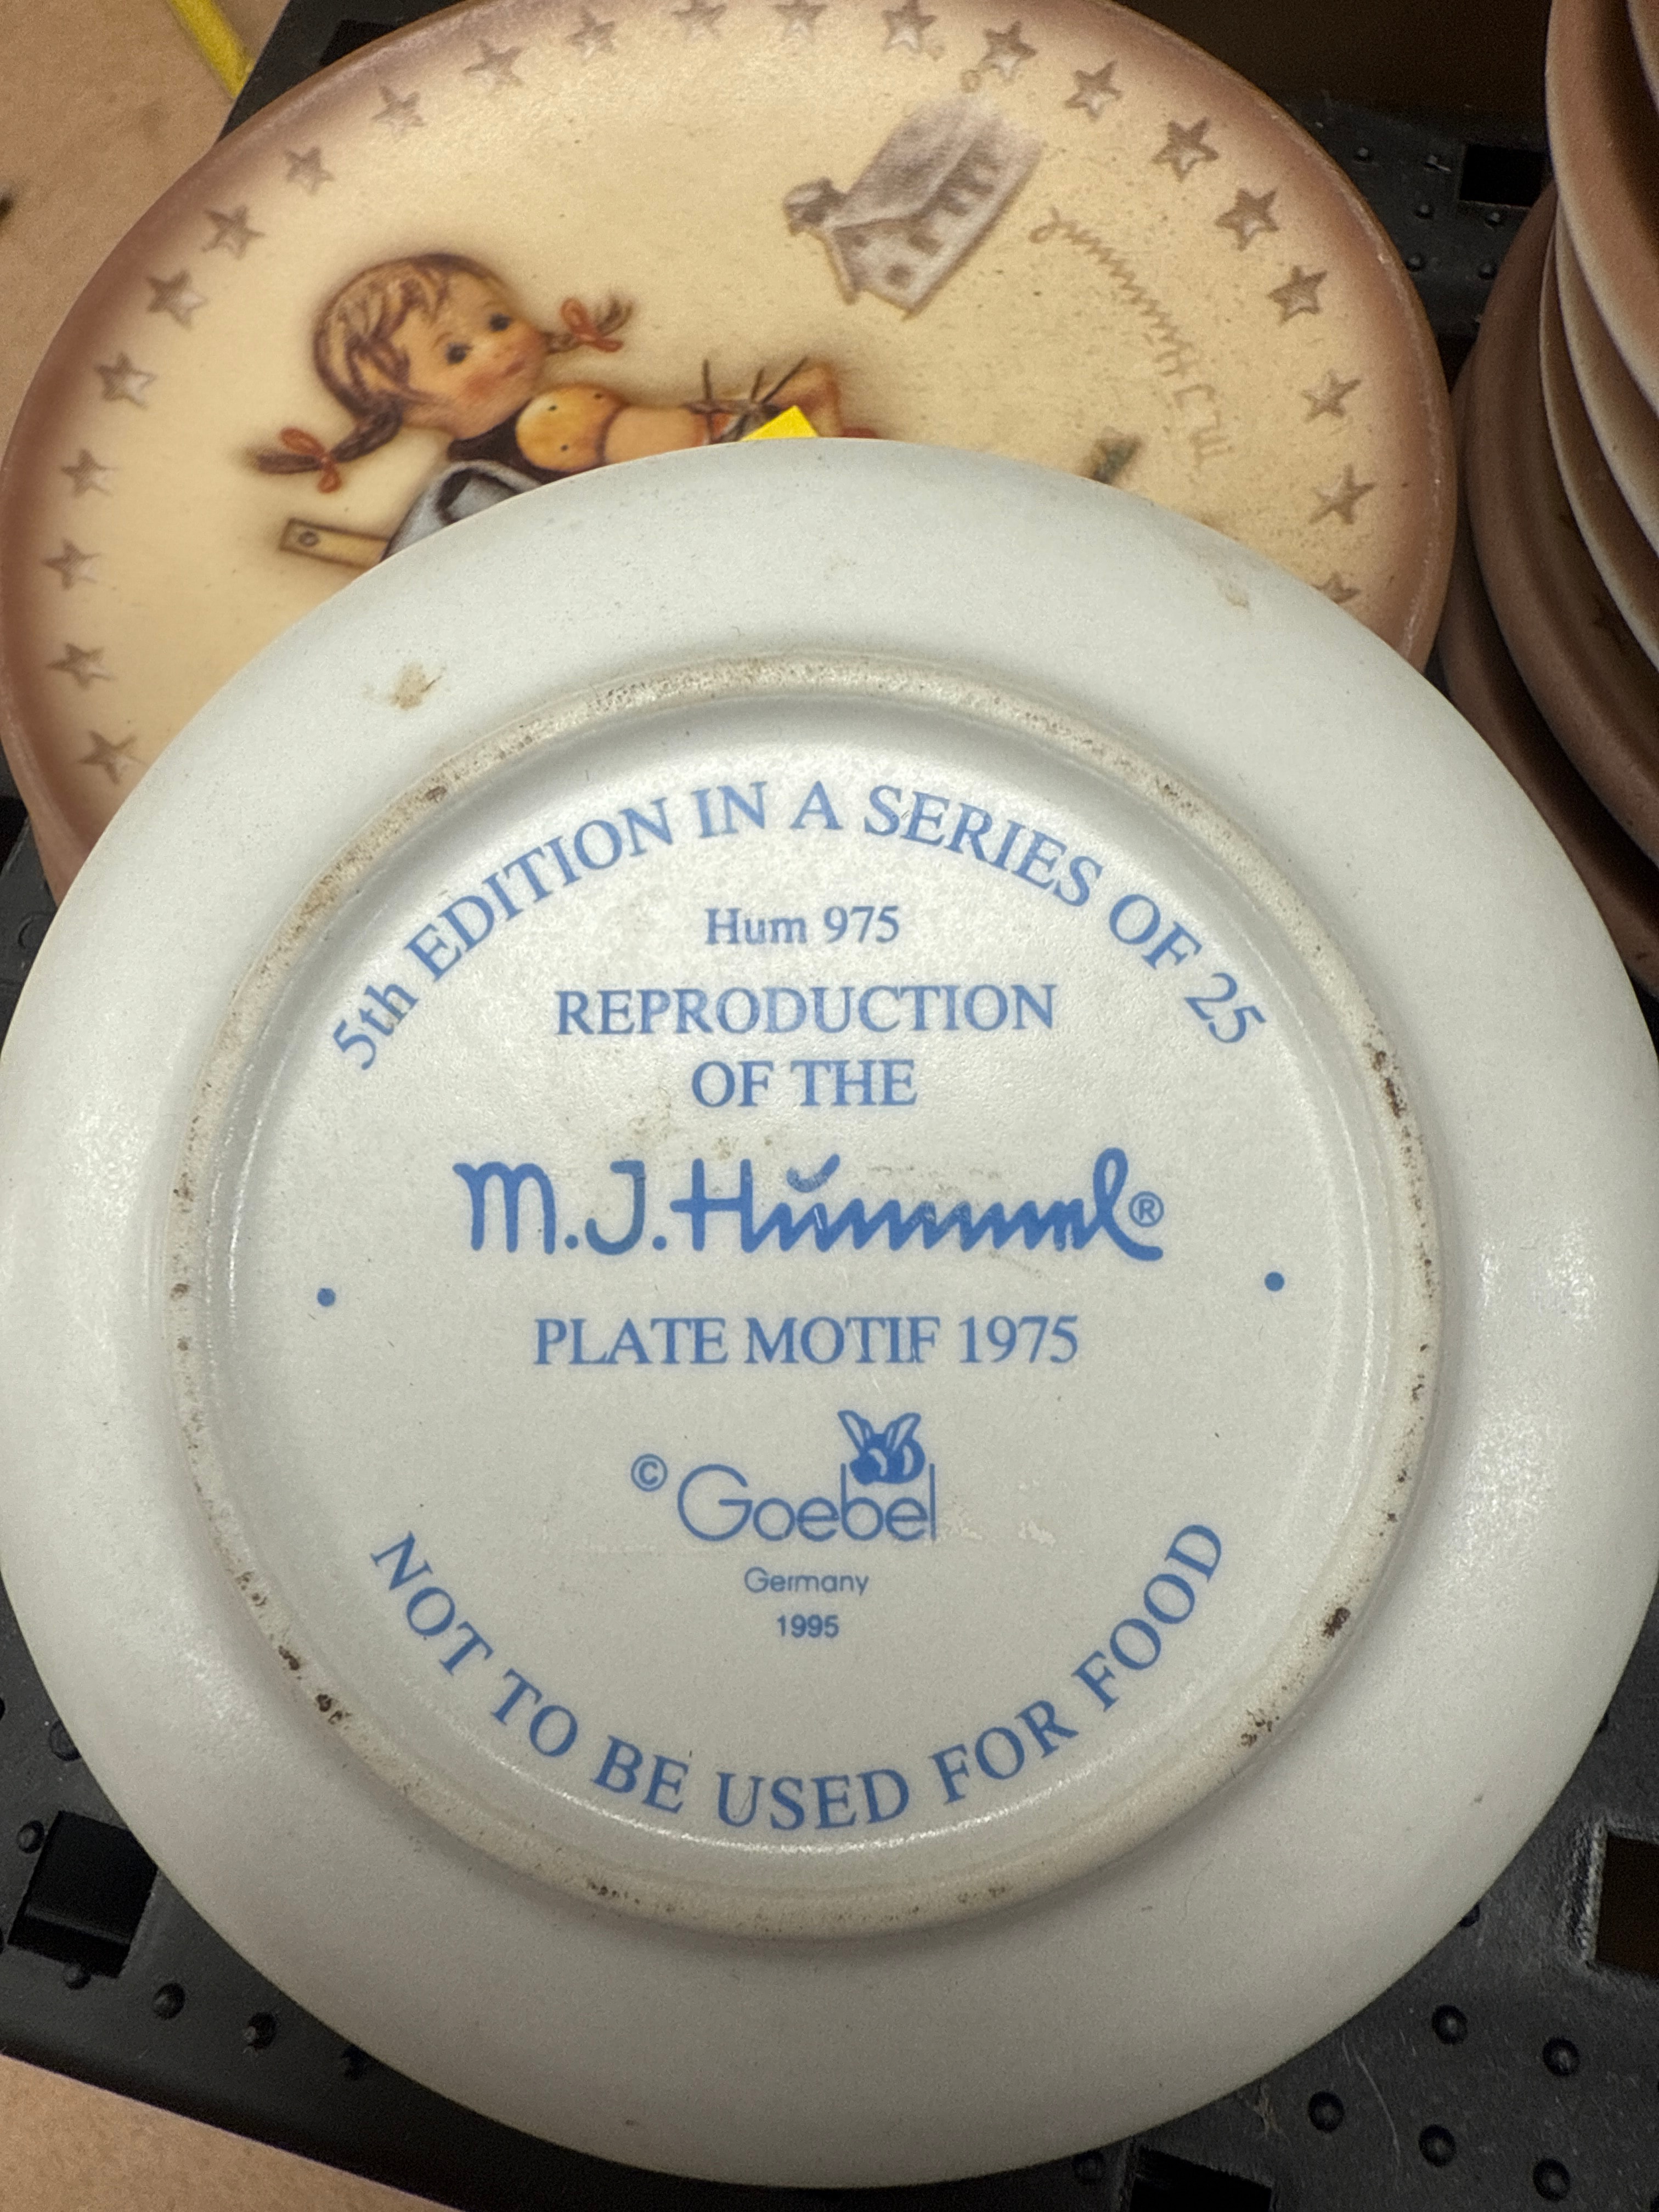 M.J.Hummel
5th EDITION IN A SERIES OF 25
Hum 975
REPRODUCTION
OF THE
M.J.Hummel®
PLATE MOTIF 1975
© Goebel
Germany
1995
NOT TO BE USED FOR FOOD